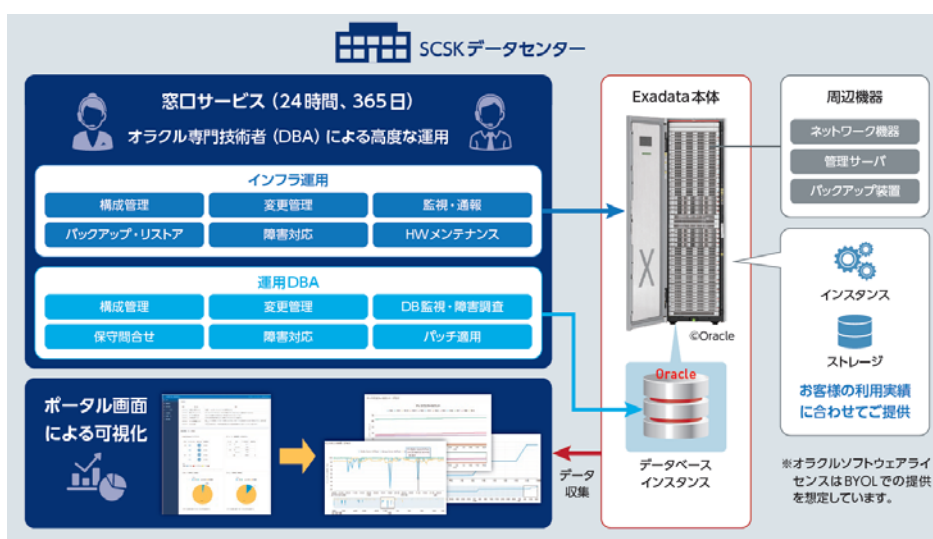 SCSKデータセンター
窓口サービス（24時間、365日）
オラクル専門技術者（DBA）による高度な運用
インフラ運用
構成管理
変更管理
監視・通報
バックアップ・リストア
障害対応
HWメンテナンス
運用DBA
構成管理
変更管理
DB監視・障害調査
保守問合せ
障害対応
パッチ適用
ポータル画面
による可視化
データ
収集
Exadata本体
©Oracle
Oracle
データベース
インスタンス
周辺機器
ネットワーク機器
管理サーバ
バックアップ装置
インスタンス
ストレージ
お客様の利用実績
に合わせてご提供
※オラクルソフトウェアライ
センスはBYOLでの提供
を想定しています。